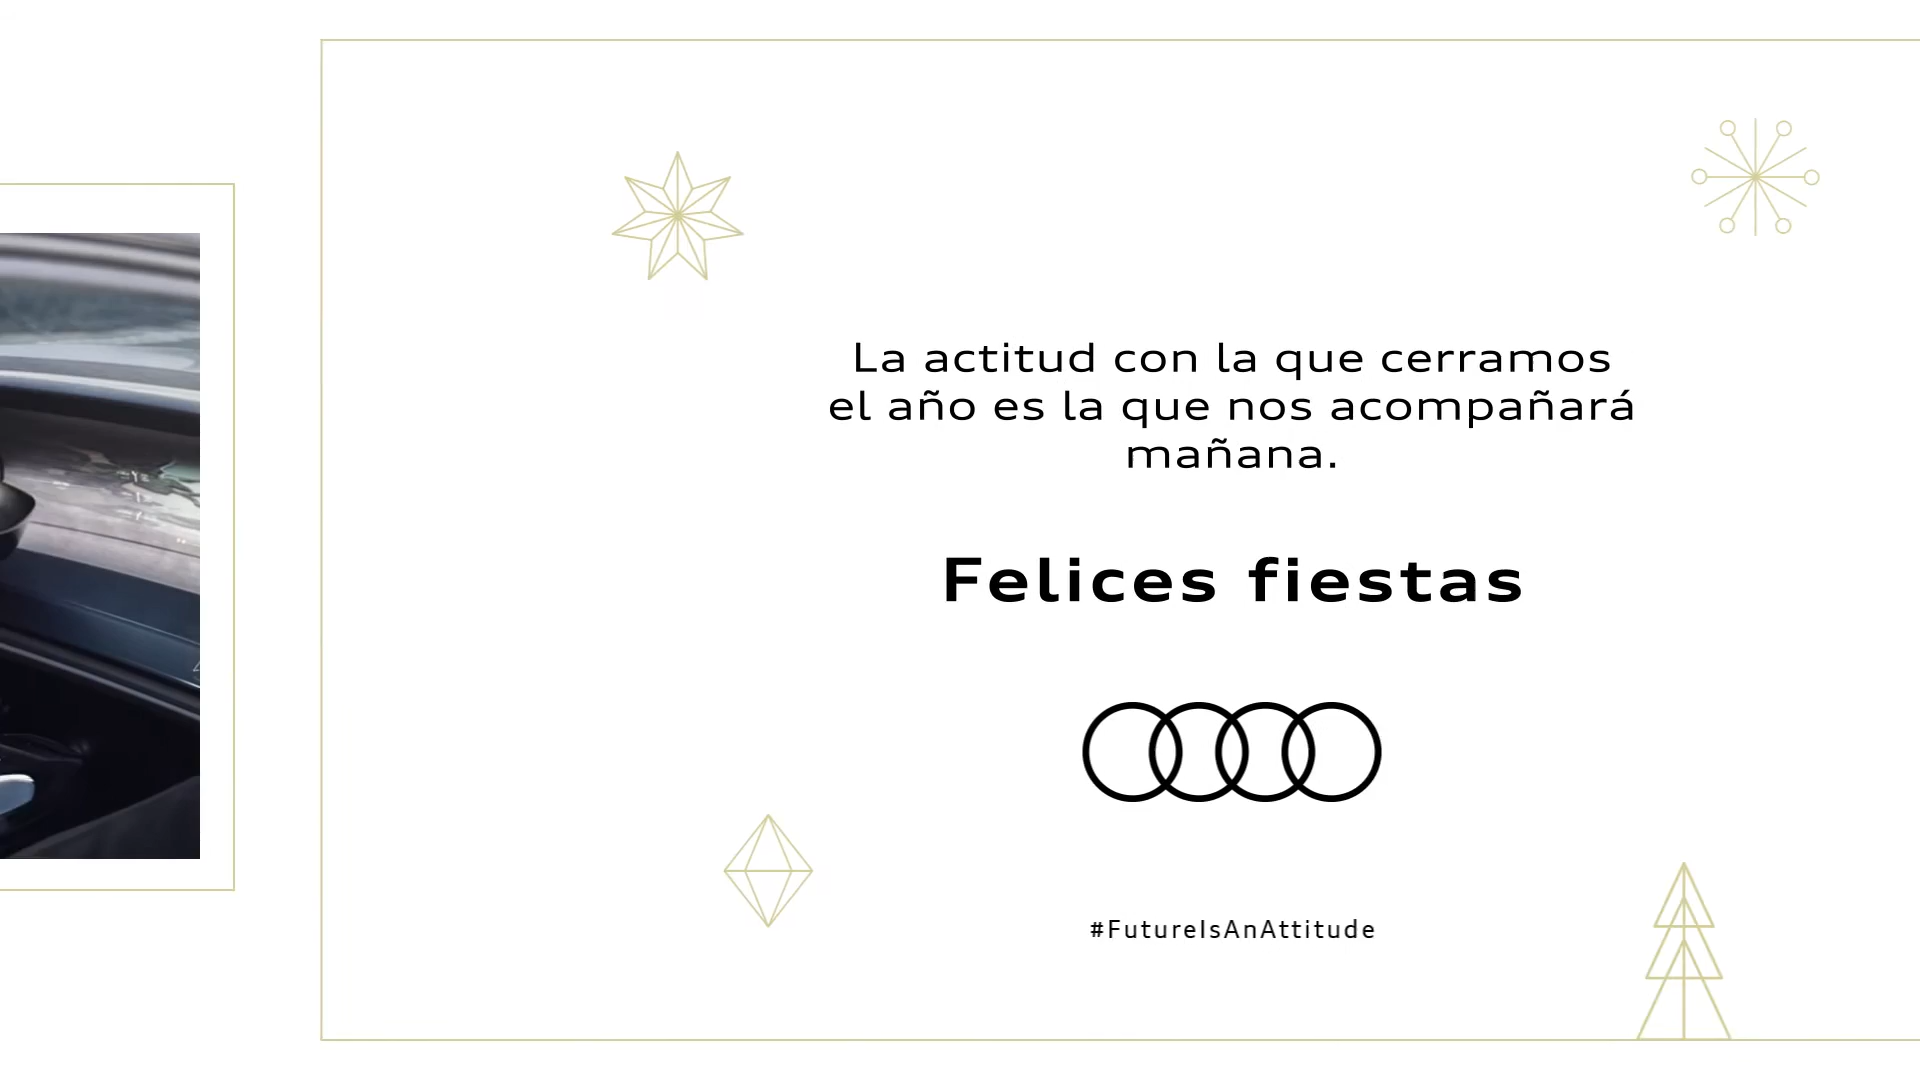 La actitud con la que cerramos
el año es la que nos acompañará
mañana.
Felices fiestas
#FutureIsAnAttitude